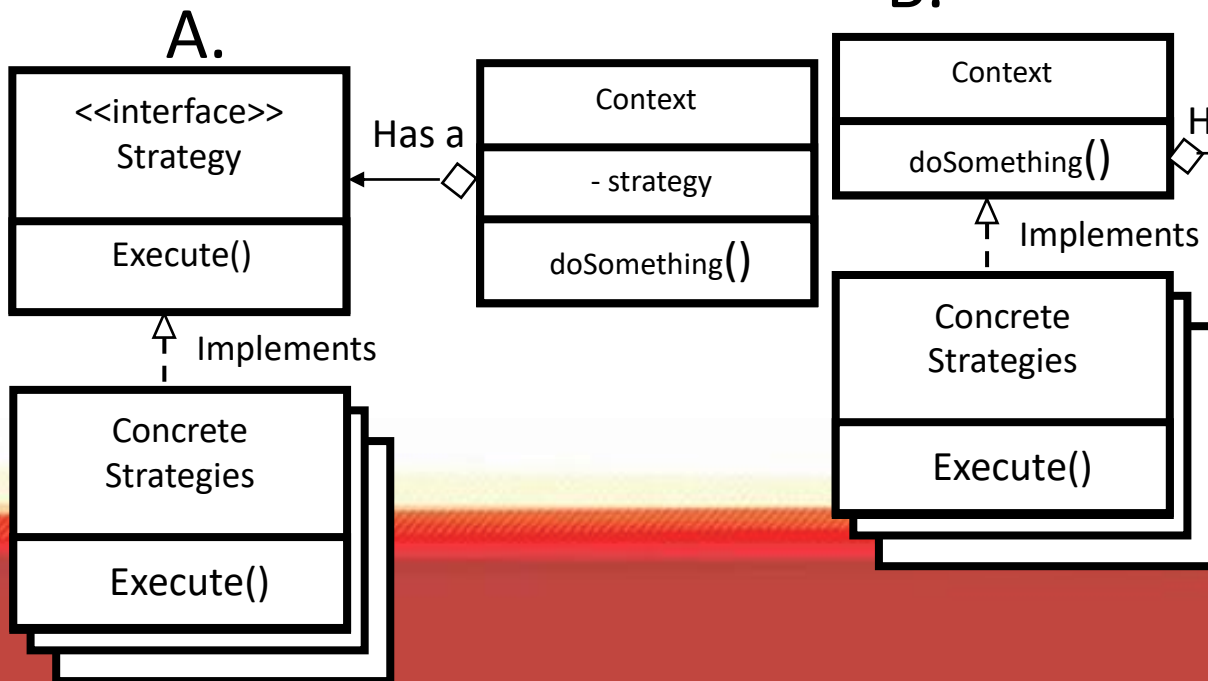 A.
<<interface>>
Strategy
Execute()
Implements
Concrete
Strategies
Execute()
Has a
Context
- strategy
doSomething()
B.
Context
doSomething()
Implements
Concrete
Strategies
Execute()